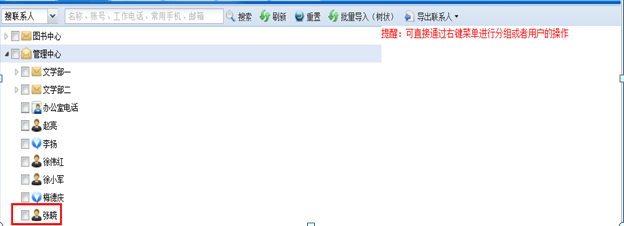 搜联系人 名称、账号、工作电话、常用手机、邮箱 搜索 刷新 重置 批量导入（树状） 导出联系人
提醒：可直接通过右键菜单进行分组或者用户的操作
图书中心
管理中心
文学部一
文学部二
办公室电话
赵亮
李扬
徐伟红
徐小军
梅德庆
张皖